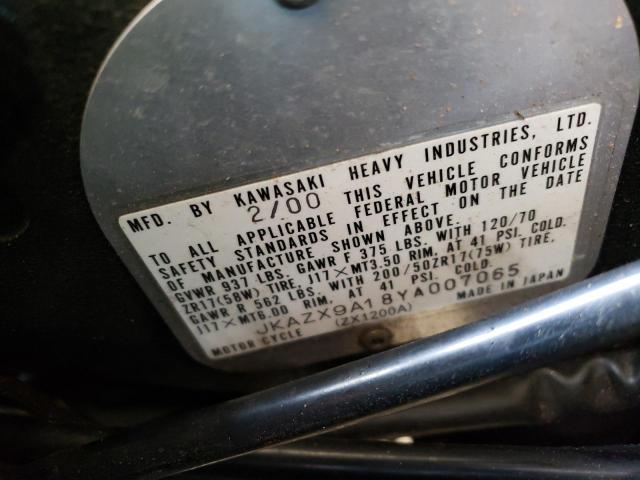 MFD. BY KAWASAKI HEAVY INDUSTRIES, LTD.
2/00
TO ALL APPLICABLE THIS VEHICLE CONFORMS
SAFETY STANDARDS FEDERAL MOTOR VEHICLE
OF MANUFACTURE IN EFFECT ON THE DATE
SHOWN ABOVE.
GVWR 937 LBS. GAWR F 375 LBS. WITH 120/70
ZR17(58W) TIRE, J17×MT3.50 RIM, AT 41 PSI. COLD.
GAWR R 562 LBS. WITH 200/50ZR17(75W) TIRE,
J17×MT6.00 RIM, AT 41 PSI. COLD.
JKAZX9A18YA007065
MOTOR CYCLE (ZX1200A) MADE IN JAPAN